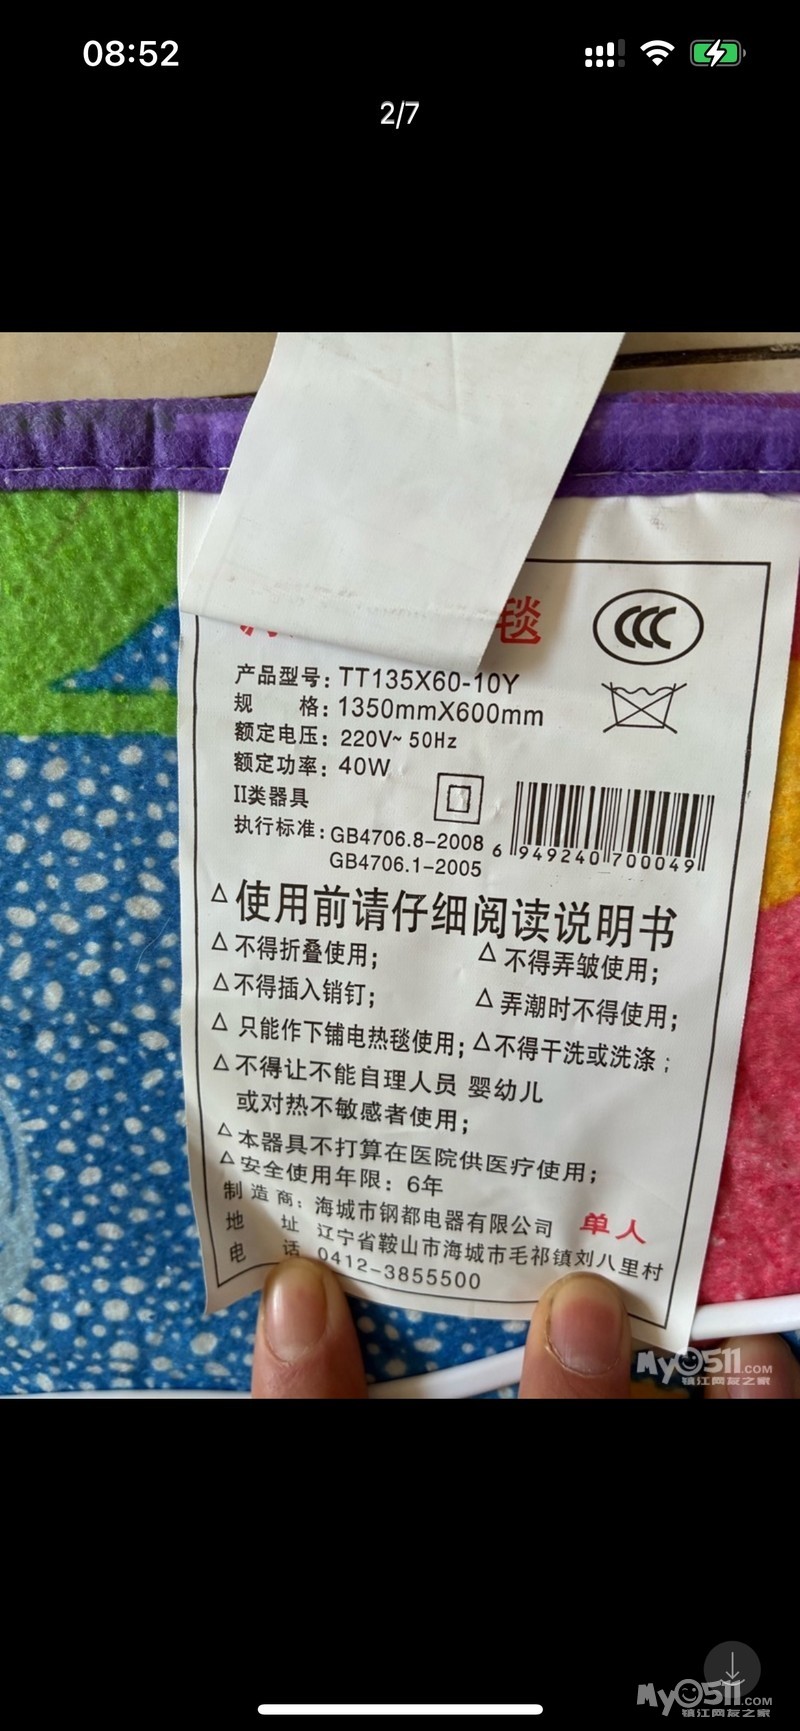 08:52
2/7
毯
CCC
产品型号: TT135X60-10Y
规 格: 1350mmX600mm
额定电压: 220V~ 50Hz
额定功率: 40W
II类器具
执行标准: GB4706.8-2008
GB4706.1-2005
6 949240 700049
△使用前请仔细阅读说明书
△不得折叠使用; △不得弄皱使用;
△不得插入销钉; △弄潮时不得使用;
△只能作下铺电热毯使用; △不得干洗或洗涤;
△不得让不能自理人员 婴幼儿
或对热不敏感者使用;
△本器具不打算在医院供医疗使用;
△安全使用年限: 6年
制造商: 海城市钢都电器有限公司 单人
地 址 辽宁省鞍山市海城市毛祁镇刘八里村
电 话 0412-3855500
My0511.COM
镇江网友之家
My0511.COM
镇江网友之家